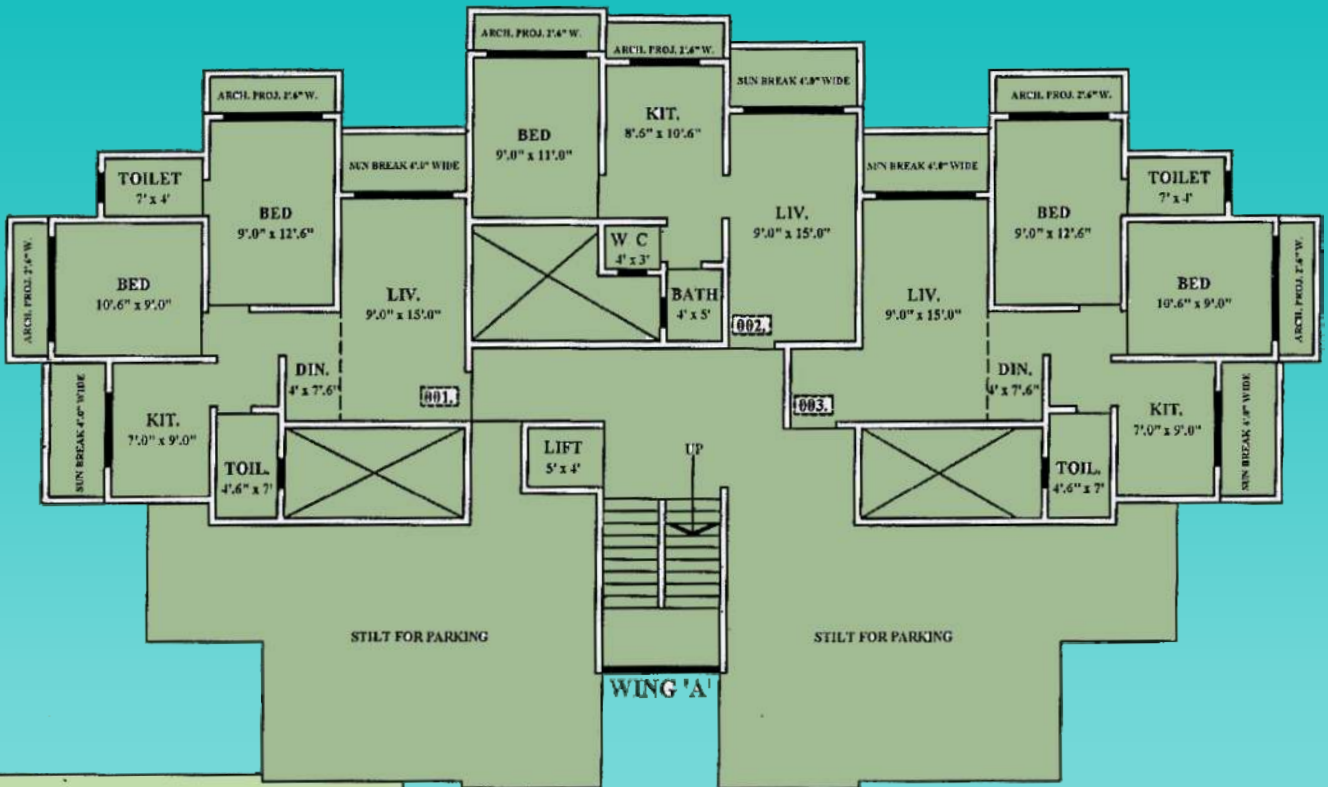 ARCH. PROJ. 2'.6" W.
ARCH. PROJ. 2'.6" W.
SUN BREAK 4'.0" WIDE
ARCH. PROJ. 2'.6" W.
ARCH. PROJ. 2'.6" W.
KIT.
8'.6" x 10'.6"
BED
9'.0" x 11'.0"
SUN BREAK 4'.0" WIDE
SUN BREAK 4'.0" WIDE
TOILET
7' x 4'
TOILET
7' x 4'
BED
9'.0" x 12'.6"
LIV.
9'.0" x 15'.0"
BED
9'.0" x 12'.6"
W C
4' x 3'
ARCH. PROJ. 2'.6" W.
BED
10'.6" x 9'.0"
LIV.
9'.0" x 15'.0"
BATH
4' x 5'
LIV.
9'.0" x 15'.0"
BED
10'.6" x 9'.0"
ARCH. PROJ. 2'.6" W.
002.
DIN.
4' x 7'.6"
DIN.
4' x 7'.6"
001.
003.
SUN BREAK 4'.0" WIDE
KIT.
7'.0" x 9'.0"
KIT.
7'.0" x 9'.0"
SUN BREAK 4'.0" WIDE
LIFT
5' x 4'
UP
TOIL.
4'.6" x 7'
TOIL.
4'.6" x 7'
STILT FOR PARKING
STILT FOR PARKING
WING 'A'